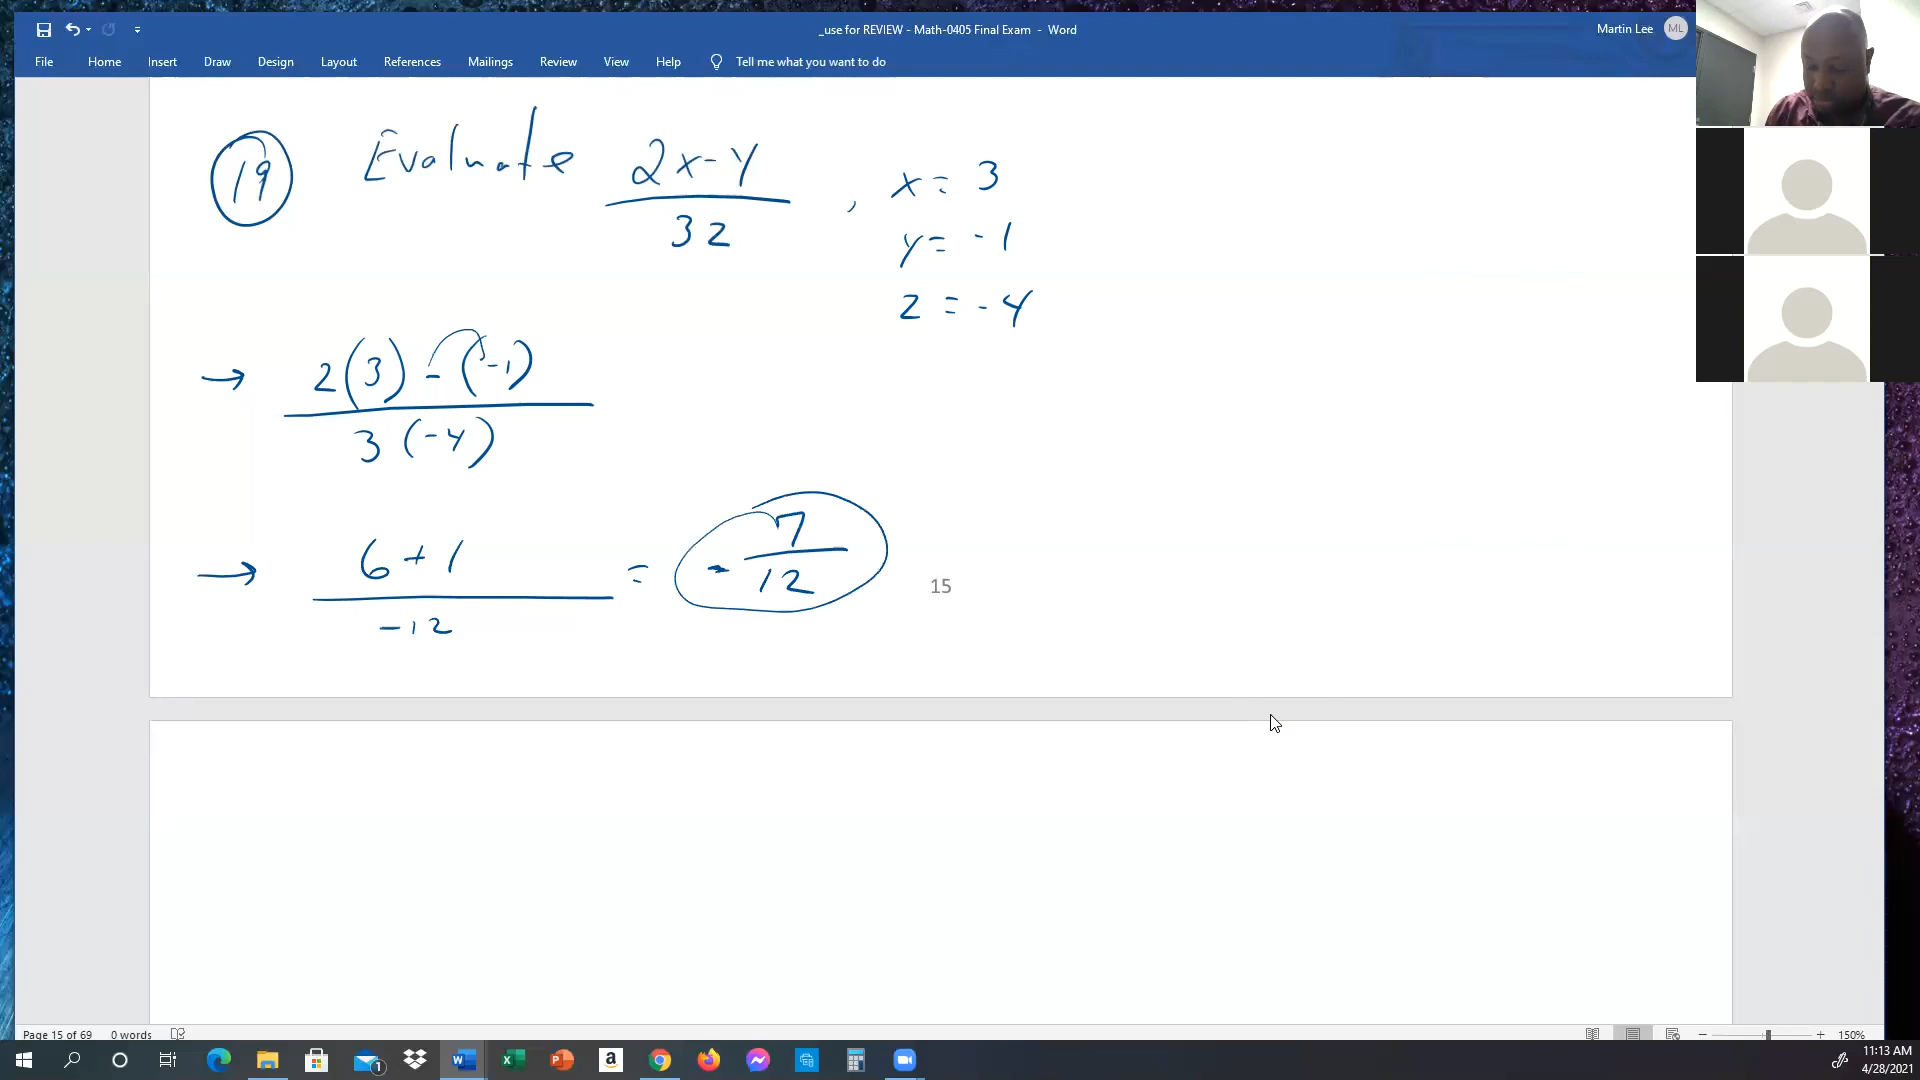 _use for REVIEW - Math-0405 Final Exam - Word
Martin Lee ML
File Home Insert Draw Design Layout References Mailings Review View Help Tell me what you want to do
19 Evaluate 2x-y
3z
, x = 3
y = -1
z = -4
→ 2(3) - (-1)
3 (-4)
→ 6 + 1
-12
= - 7
12
15
Page 15 of 69 0 words 150%
11:13 AM
4/28/2021